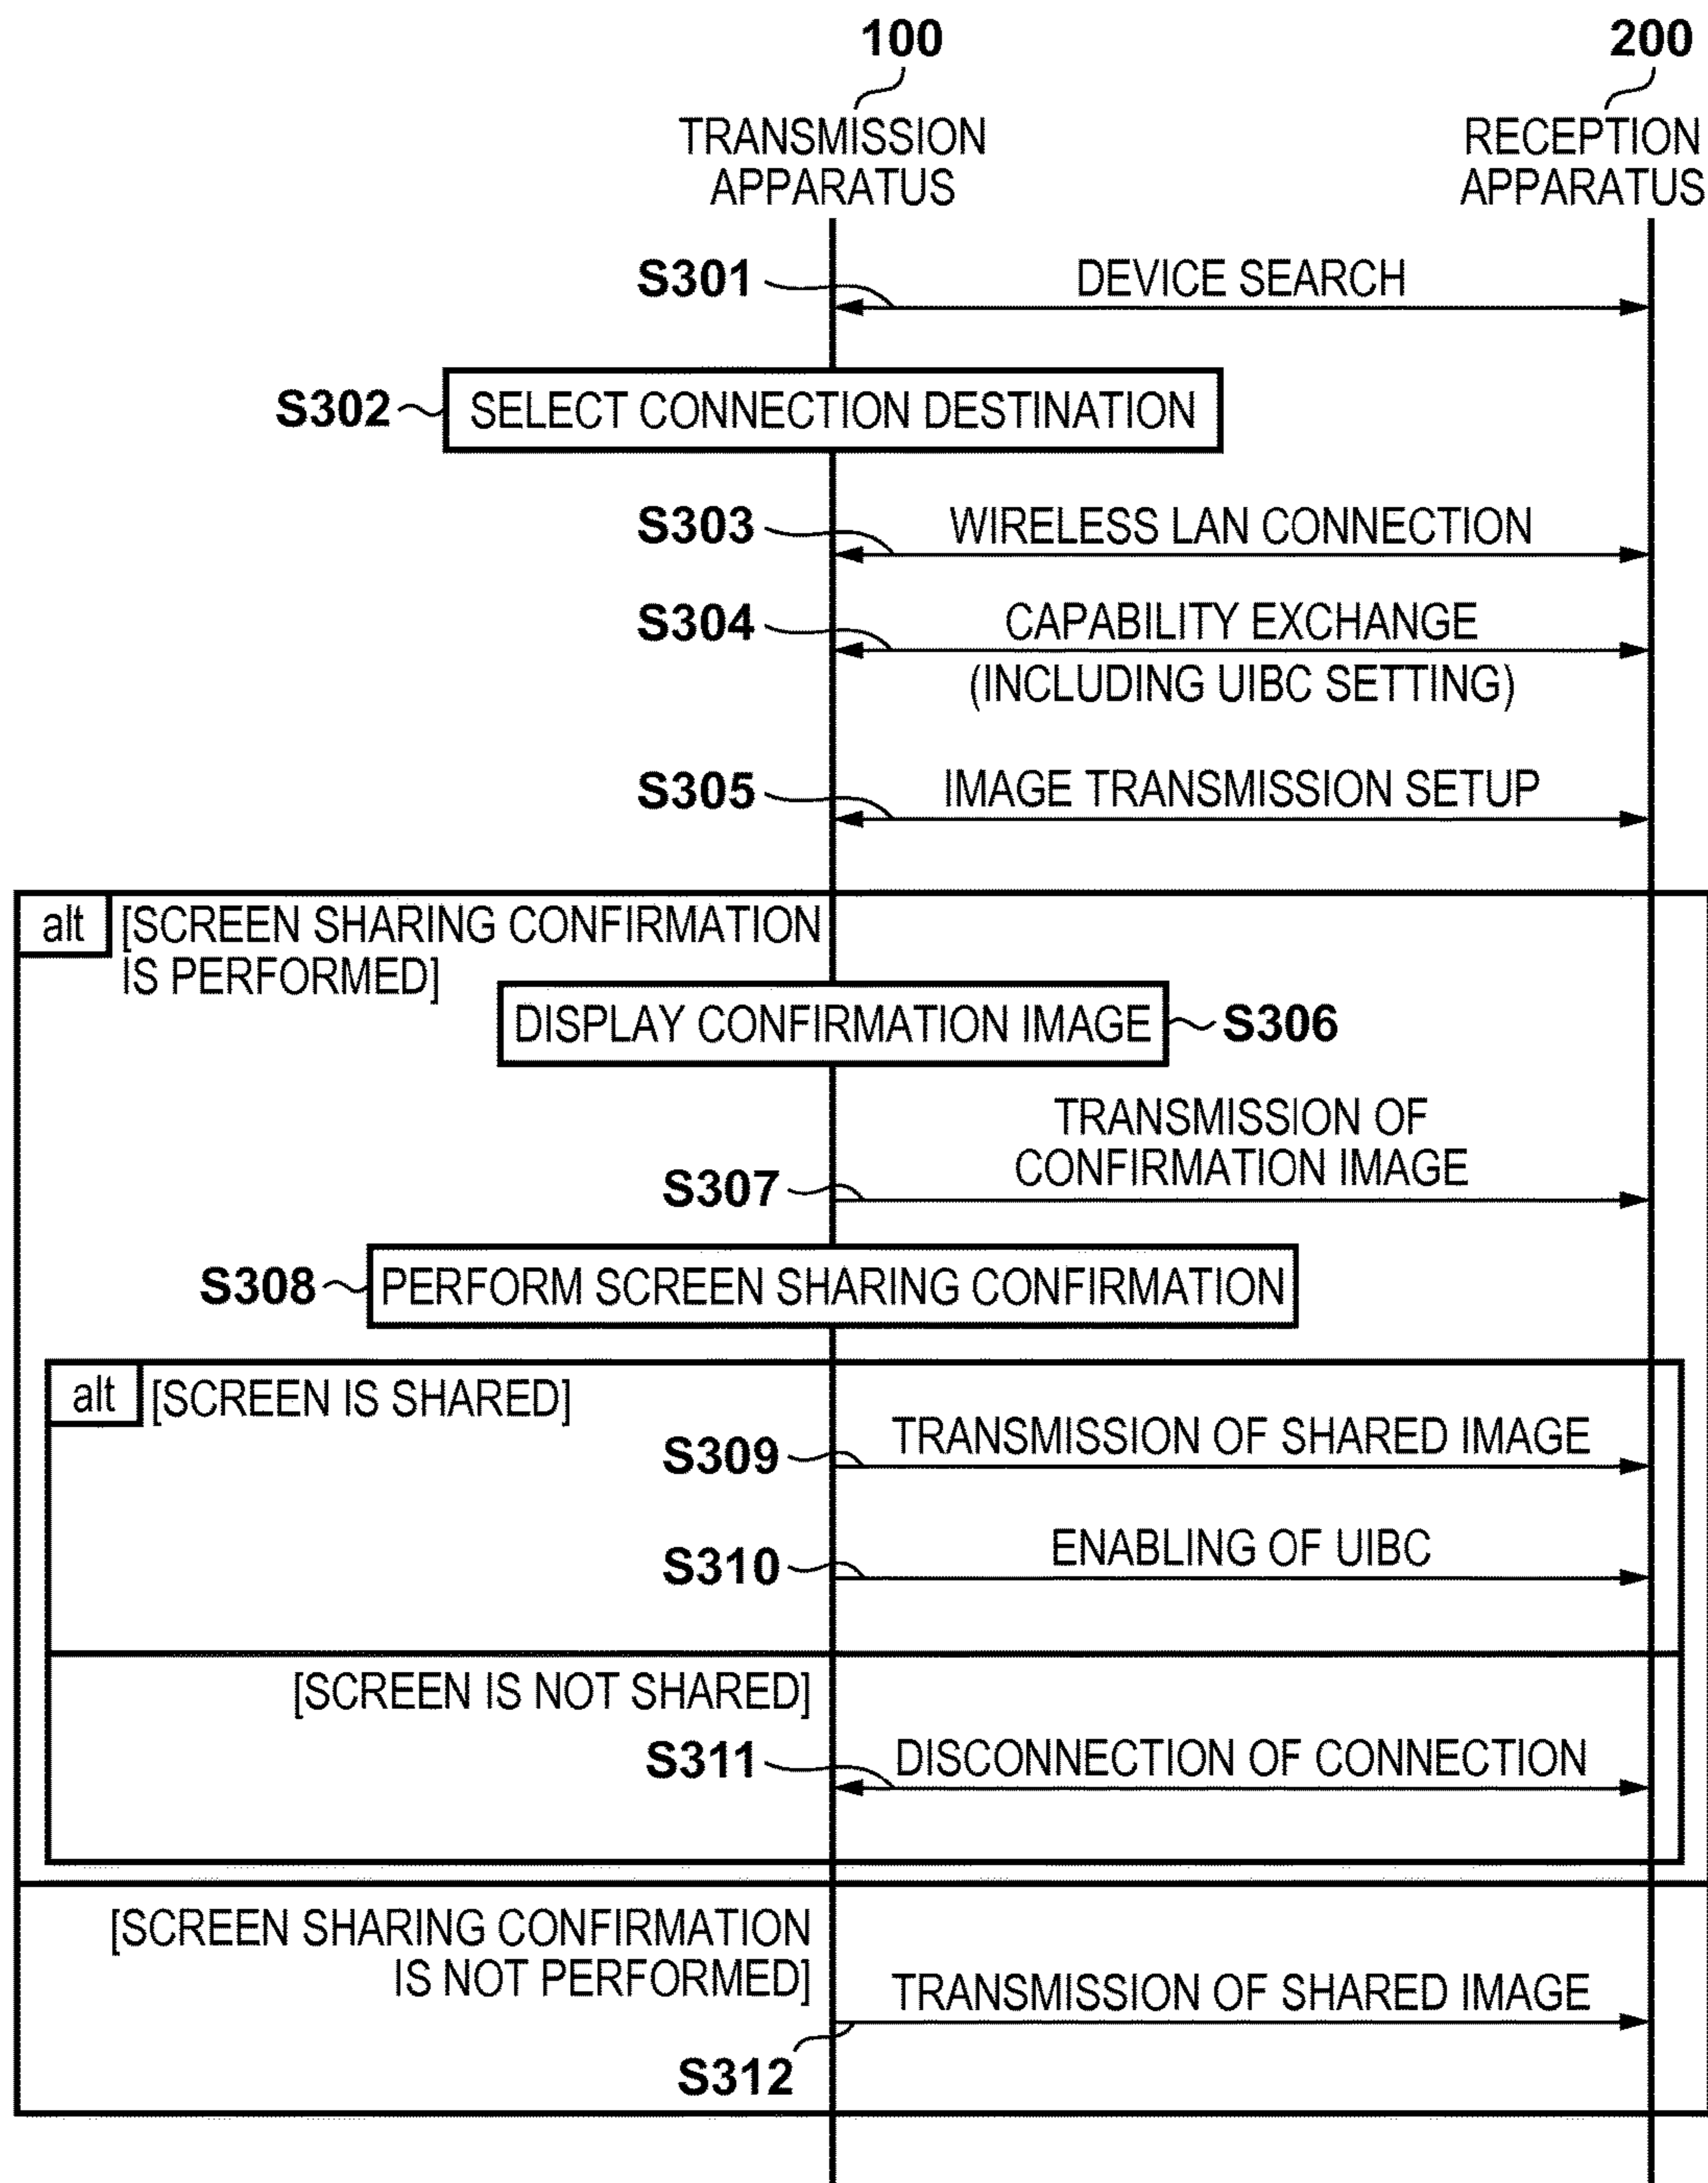 100
200
TRANSMISSION
APPARATUS
RECEPTION
APPARATUS
S301
DEVICE SEARCH
S302
SELECT CONNECTION DESTINATION
S303
WIRELESS LAN CONNECTION
S304
CAPABILITY EXCHANGE
(INCLUDING UIBC SETTING)
S305
IMAGE TRANSMISSION SETUP
alt
[SCREEN SHARING CONFIRMATION
IS PERFORMED]
DISPLAY CONFIRMATION IMAGE
S306
TRANSMISSION OF
CONFIRMATION IMAGE
S307
S308
PERFORM SCREEN SHARING CONFIRMATION
alt
[SCREEN IS SHARED]
S309
TRANSMISSION OF SHARED IMAGE
S310
ENABLING OF UIBC
[SCREEN IS NOT SHARED]
S311
DISCONNECTION OF CONNECTION
[SCREEN SHARING CONFIRMATION
IS NOT PERFORMED]
TRANSMISSION OF SHARED IMAGE
S312